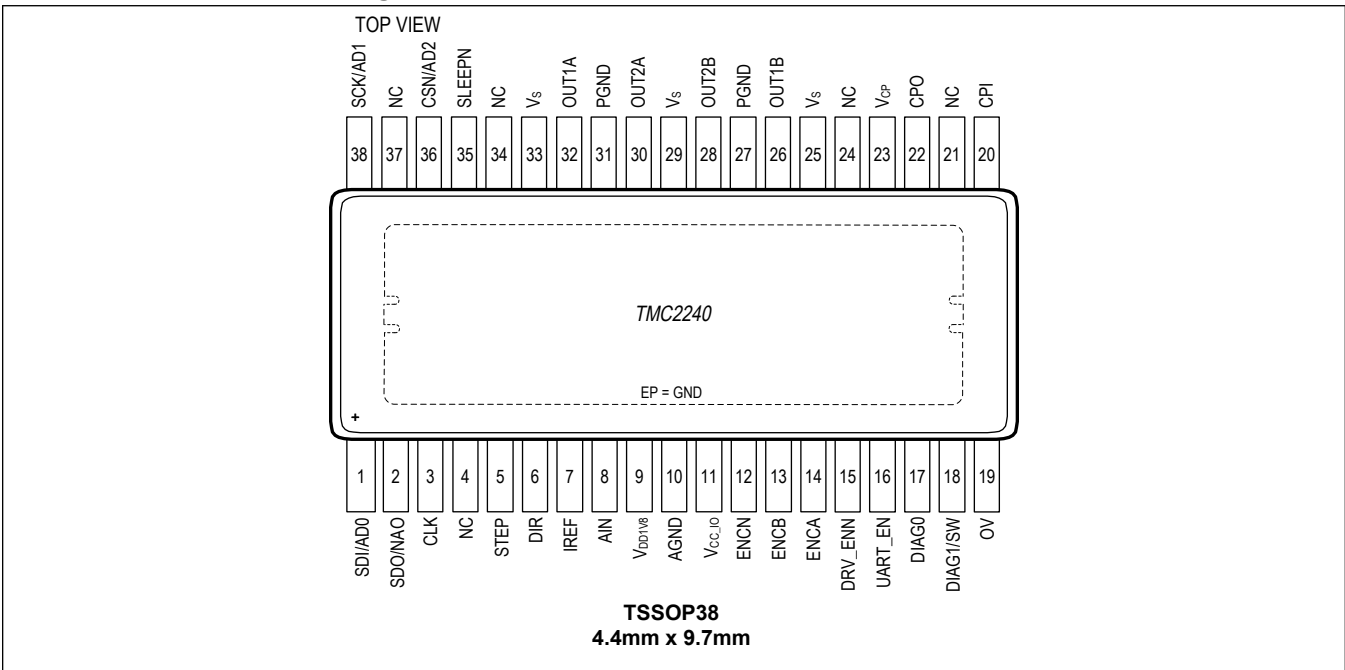 TOP VIEW
SCK/AD1
NC
CSN/AD2
SLEEPN
NC
VS
OUT1A
PGND
OUT2A
VS
OUT2B
PGND
OUT1B
VS
NC
VCP
CPO
NC
CPI
38 37 36 35 34 33 32 31 30 29 28 27 26 25 24 23 22 21 20
TMC2240
EP = GND
+
1 2 3 4 5 6 7 8 9 10 11 12 13 14 15 16 17 18 19
SDI/AD0
SDO/NAO
CLK
NC
STEP
DIR
IREF
AIN
VDD1V8
AGND
VCC_IO
ENCN
ENCB
ENCA
DRV_ENN
UART_EN
DIAG0
DIAG1/SW
OV
TSSOP38
4.4mm x 9.7mm